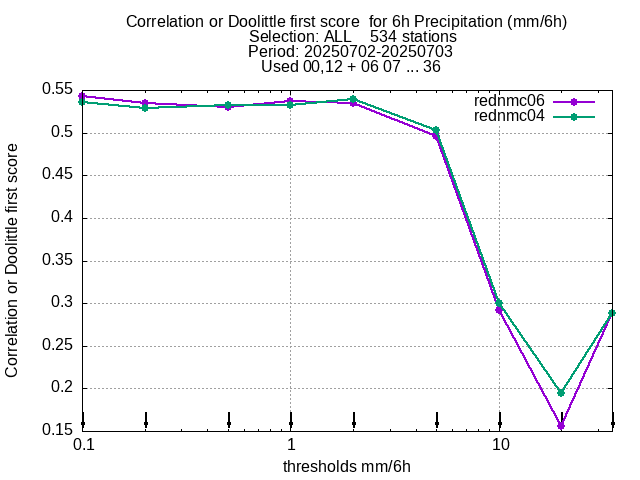 Correlation or Doolittle first score  for 6h Precipitation (mm/6h)
Selection: ALL    534 stations
Period: 20250702-20250703
Used 00,12 + 06 07 ... 36
rednmc06
rednmc04
Correlation or Doolittle first score
0.55
0.5
0.45
0.4
0.35
0.3
0.25
0.2
0.15
0.1
1
10
thresholds mm/6h